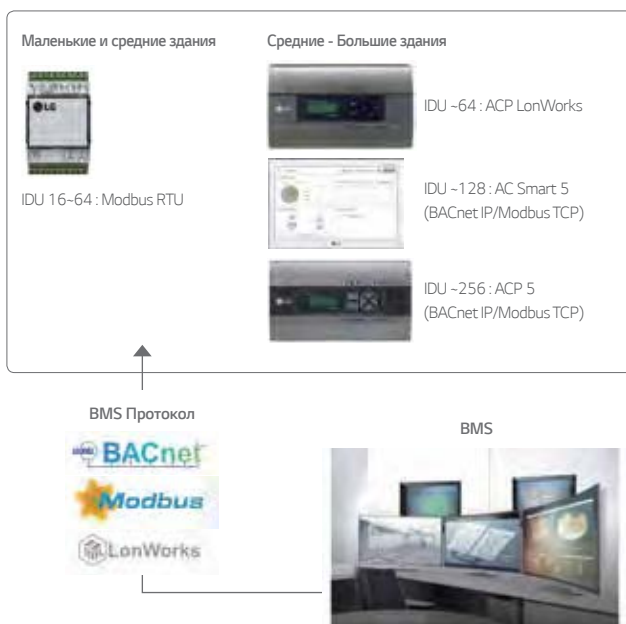 Маленькие и средние здания
Средние - Большие здания
LG
IDU 16~64 : Modbus RTU
IDU ~64 : ACP LonWorks
IDU ~128 : AC Smart 5
(BACnet IP/Modbus TCP)
IDU ~256 : ACP 5
(BACnet IP/Modbus TCP)
BMS Протокол
BACnet
Modbus
LonWorks
BMS